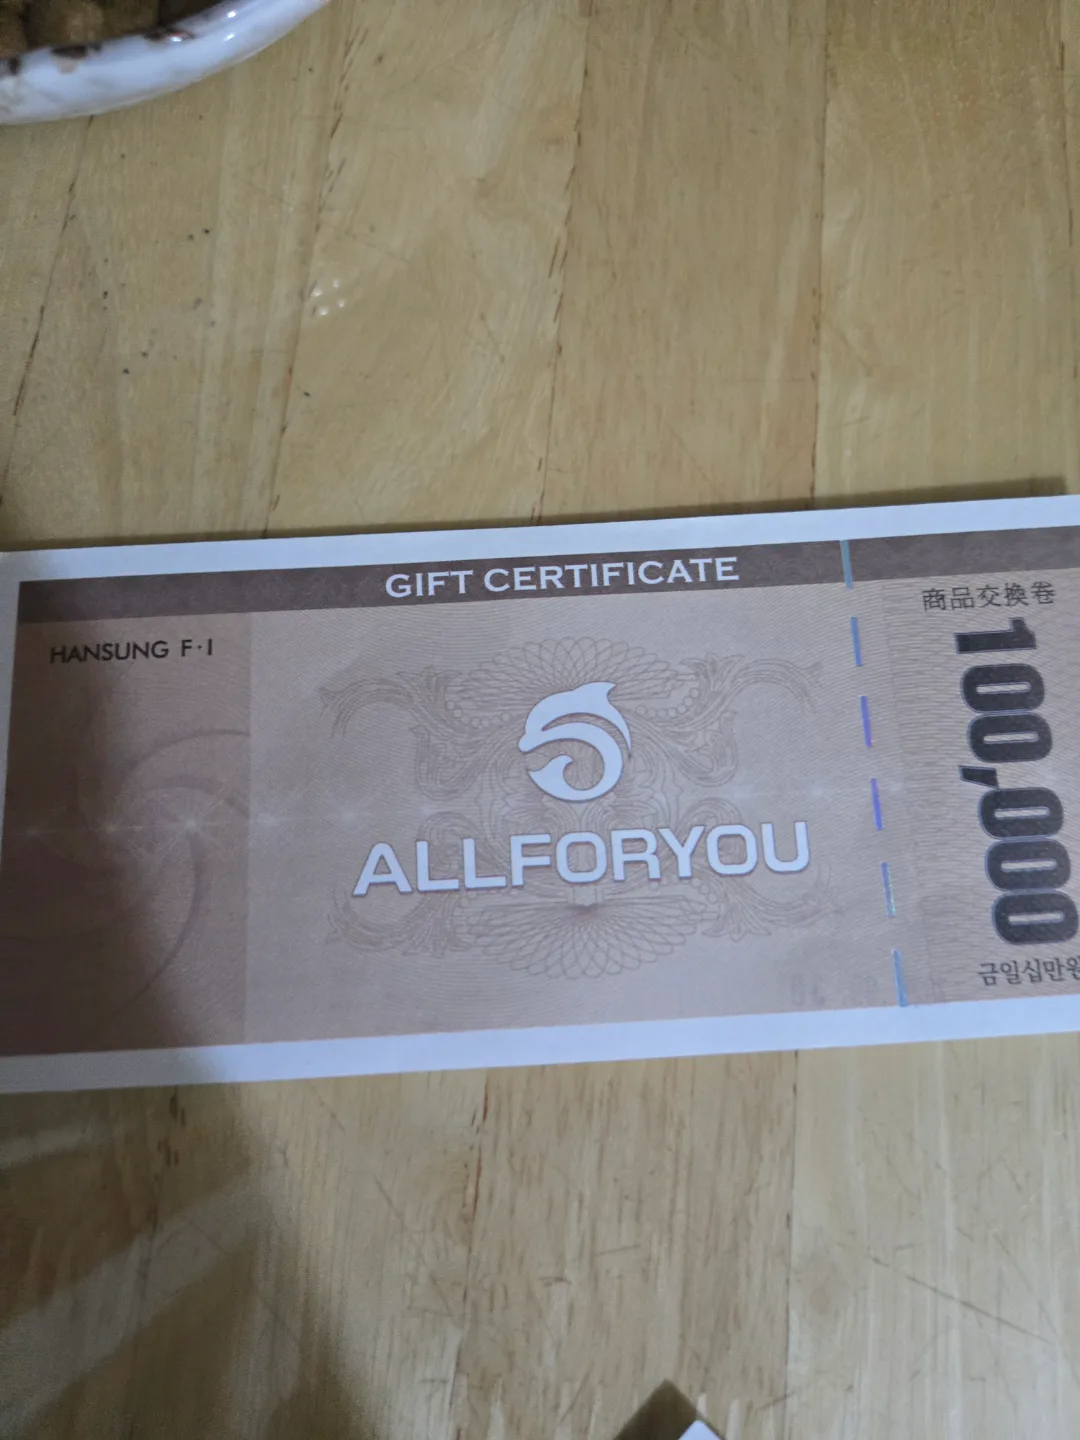 GIFT CERTIFICATE
HANSUNG F·I
ALLFORYOU
商品交換卷
100,000
금일십만원